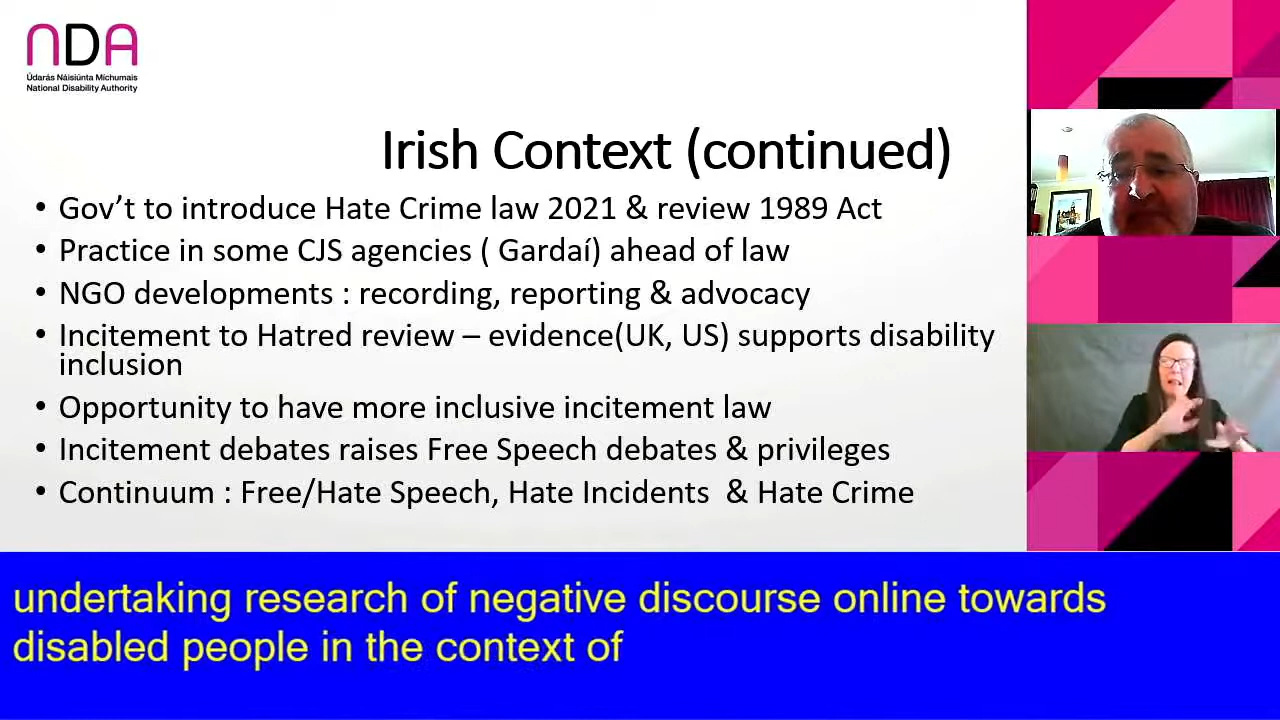 nDA
Údarás Náisiúnta Míchumais
National Disability Authority
Irish Context (continued)
• Gov’t to introduce Hate Crime law 2021 & review 1989 Act
• Practice in some CJS agencies ( Gardaí) ahead of law
• NGO developments : recording, reporting & advocacy
• Incitement to Hatred review – evidence(UK, US) supports disability
inclusion
• Opportunity to have more inclusive incitement law
• Incitement debates raises Free Speech debates & privileges
• Continuum : Free/Hate Speech, Hate Incidents & Hate Crime
undertaking research of negative discourse online towards
disabled people in the context of